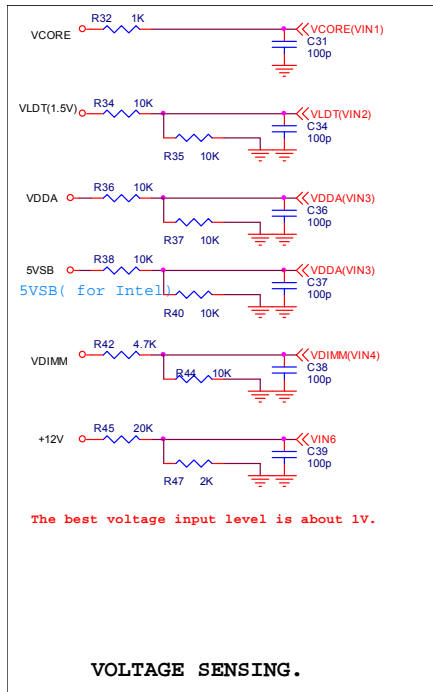 R32 1K
VCORE
VCORE(VIN1)
C31
100p
VLDT(1.5V)
R34 10K
VLDT(VIN2)
C34
100p
R35 10K
VDDA
R36 10K
VDDA(VIN3)
C36
100p
R37 10K
5VSB
R38 10K
VDDA(VIN3)
C37
100p
5VSB( for Intel)
R40 10K
VDIMM
R42 4.7K
VDIMM(VIN4)
C38
100p
R44 10K
+12V
R45 20K
VIN6
C39
100p
R47 2K
The best voltage input level is about 1V.
VOLTAGE SENSING.